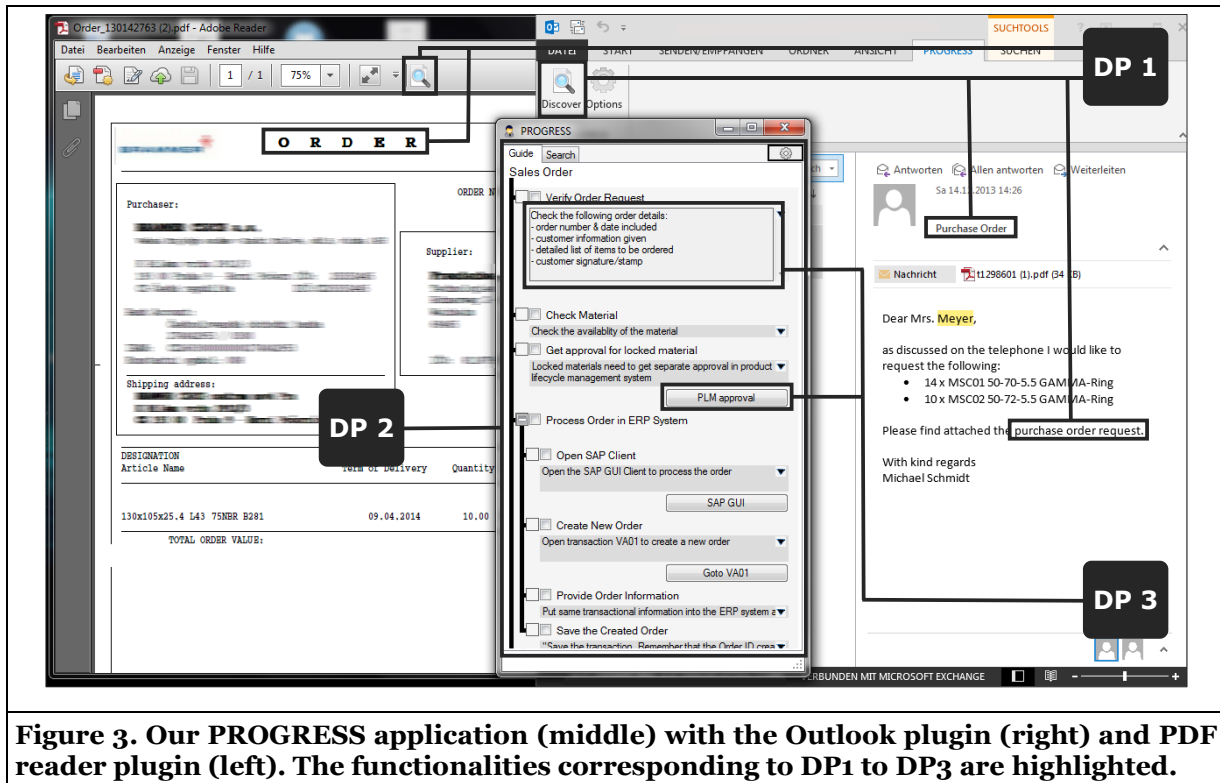 Order_130142763 (2).pdf - Adobe Reader
Datei Bearbeiten Anzeige Fenster Hilfe
1 / 1 75%
O R D E R
ORDER N
Purchaser:
Supplier:
Shipping address:
DP 2
DESIGNATION
Article Name Term of Delivery Quantity
130x105x25.4 L43 75NBR B281 09.04.2014 10.00
TOTAL ORDER VALUE:
SUCHTOOLS
DATEI START SENDEN/EMPFANGEN ORDNER ANSICHT PROGRESS SUCHEN
DP 1
Discover Options
PROGRESS
Guide Search
Sales Order
Verify Order Request
Check the following order details:
- order number & date included
- customer information given
- detailed list of items to be ordered
- customer signature/stamp
Check Material
Check the availablity of the material
Get approval for locked material
Locked materials need to get separate approval in product
lifecycle management system
PLM approval
Process Order in ERP System
Open SAP Client
Open the SAP GUI Client to process the order
SAP GUI
Create New Order
Open transaction VA01 to create a new order
Goto VA01
Provide Order Information
Put same transactional information into the ERP system
Save the Created Order
"Save the transaction. Remember that the Order ID
Antworten Allen antworten Weiterleiten
Sa 14.12.2013 14:26
Purchase Order
Nachricht t1298601 (1).pdf (34 KB)
Dear Mrs. Meyer,
as discussed on the telephone I would like to
request the following:
• 14 x MSC01 50-70-5.5 GAMMA-Ring
• 10 x MSC02 50-72-5.5 GAMMA-Ring
Please find attached the purchase order request.
With kind regards
Michael Schmidt
DP 3
VERBUNDEN MIT MICROSOFT EXCHANGE
Figure 3. Our PROGRESS application (middle) with the Outlook plugin (right) and PDF
reader plugin (left). The functionalities corresponding to DP1 to DP3 are highlighted.